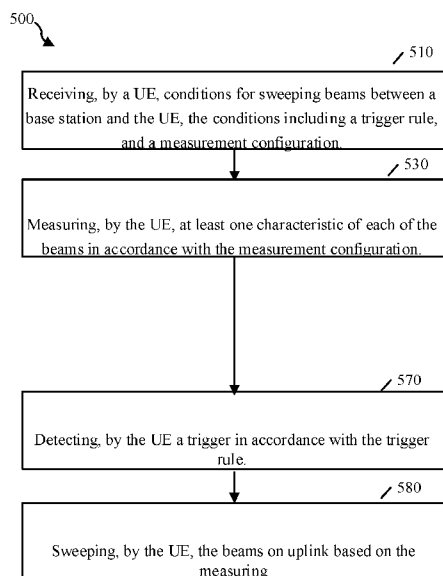 500
510
Receiving, by a UE, conditions for sweeping beams between a
base station and the UE, the conditions including a trigger rule,
and a measurement configuration.
530
Measuring, by the UE, at least one characteristic of each of the
beams in accordance with the measurement configuration.
570
Detecting, by the UE a trigger in accordance with the trigger
rule.
580
Sweeping, by the UE, the beams on uplink based on the
measuring